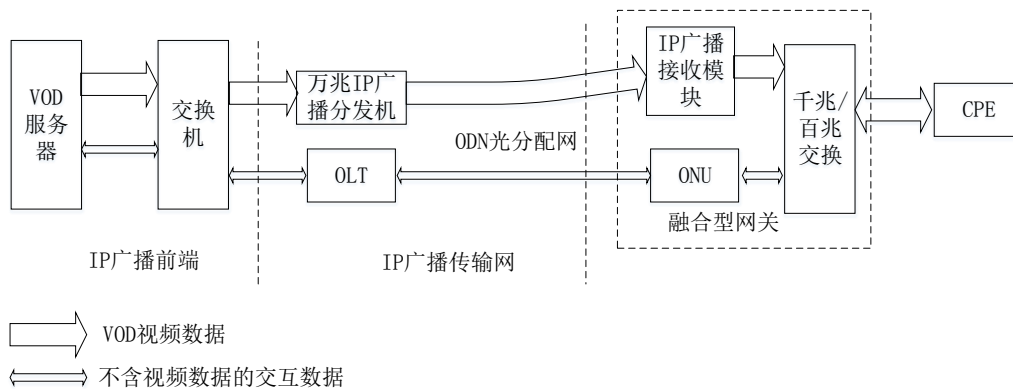 VOD
服务
器
交换
机
万兆IP广
播分发机
OLT
ODN光分配网
IP广播
接收模
块
ONU
千兆/
百兆
交换
CPE
融合型网关
IP广播前端
IP广播传输网
VOD视频数据
不含视频数据的交互数据